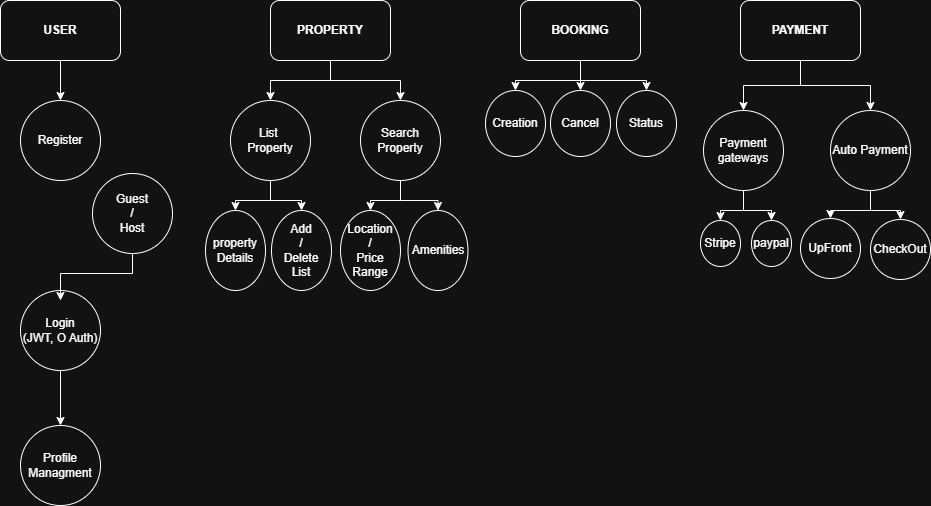 USER
PROPERTY
BOOKING
PAYMENT
Register
Guest
/
Host
Login
(JWT, O Auth)
Profile
Managment
List
Property
Search
Property
property
Details
Add
/
Delete
List
Location
/
Price
Range
Amenities
Creation
Cancel
Status
Payment
gateways
Auto Payment
Stripe
paypal
UpFront
CheckOut